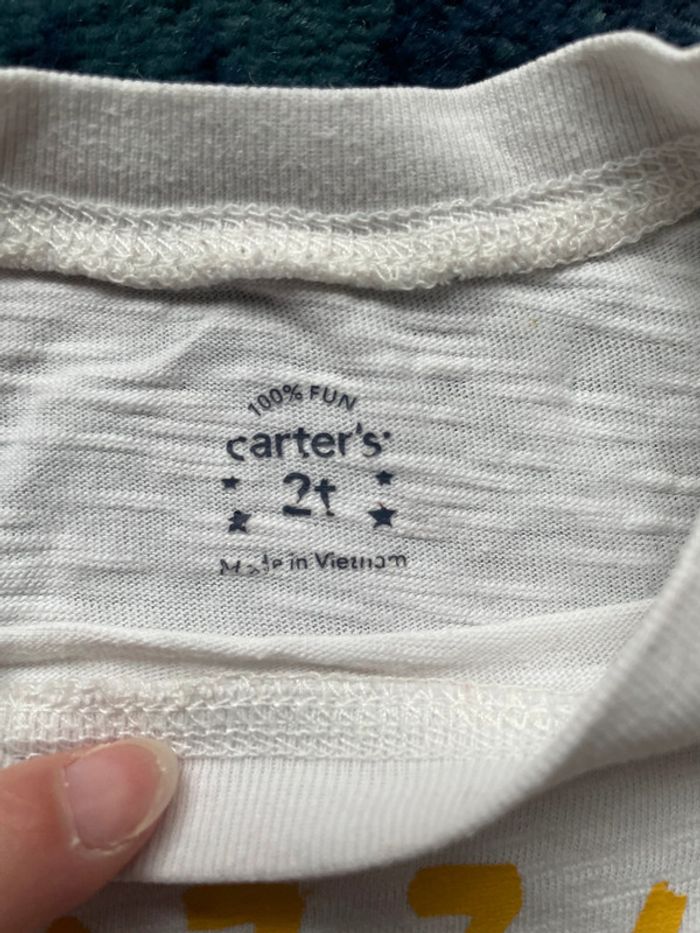 100% FUN
carter's
2t
Made in Vietnam